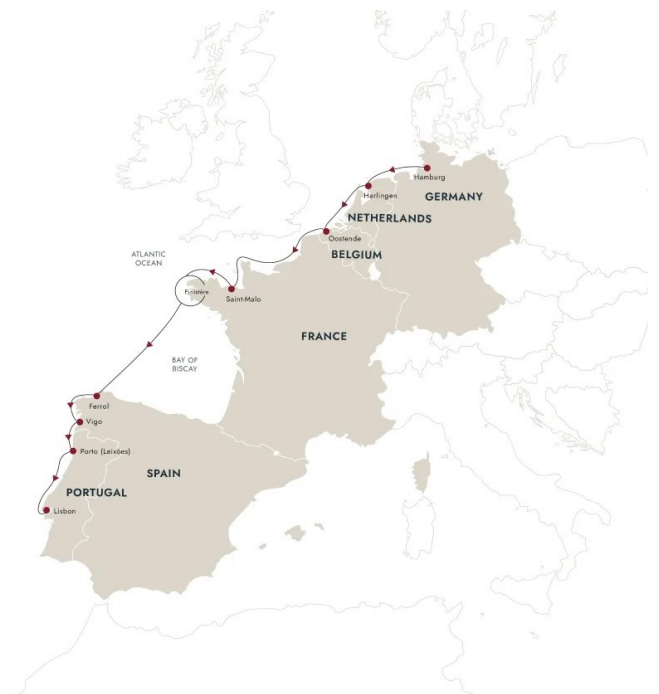 Hamburg
GERMANY
Harlingen
NETHERLANDS
Oostende
BELGIUM
ATLANTIC
OCEAN
Finistère
Saint-Malo
FRANCE
BAY OF
BISCAY
Ferrol
Vigo
Porto (Leixões)
SPAIN
PORTUGAL
Lisbon